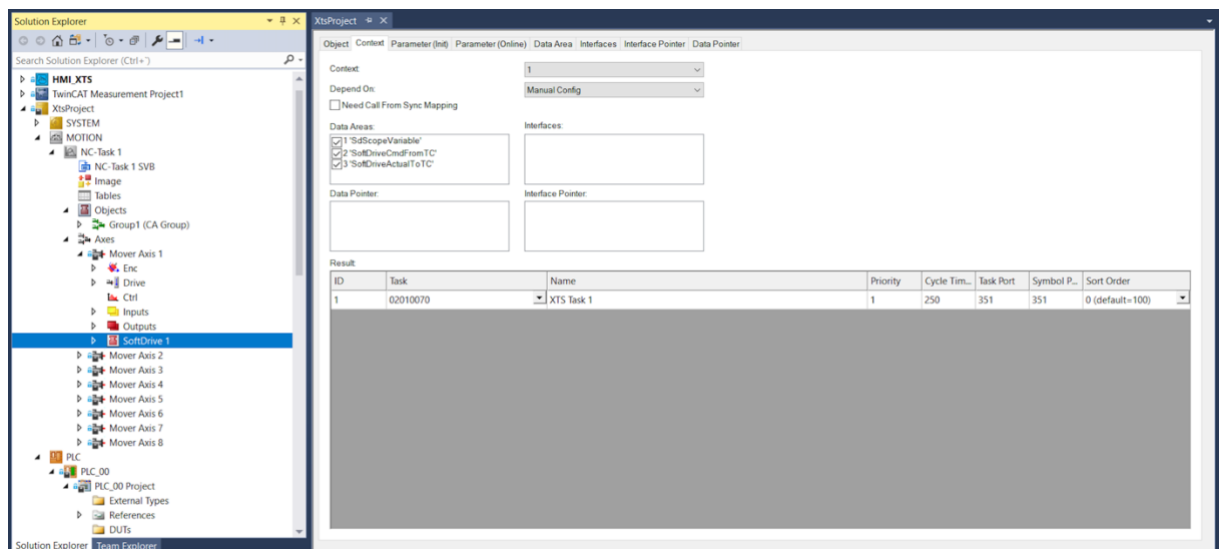 Solution Explorer
Search Solution Explorer (Ctrl+¨)
HMI_XTS
TwinCAT Measurement Project1
XtsProject
SYSTEM
MOTION
NC-Task 1
NC-Task 1 SVB
Image
Tables
Objects
Group1 (CA Group)
Axes
Mover Axis 1
Enc
Drive
Ctrl
Inputs
Outputs
SoftDrive 1
Mover Axis 2
Mover Axis 3
Mover Axis 4
Mover Axis 5
Mover Axis 6
Mover Axis 7
Mover Axis 8
PLC
PLC_00
PLC_00 Project
External Types
References
DUTs
Solution Explorer Team Explorer
XtsProject
Object Context Parameter (Init) Parameter (Online) Data Area Interfaces Interface Pointer Data Pointer
Context 1
Depend On: Manual Config
Need Call From Sync Mapping
Data Areas: Interfaces:
1 'SdScopeVariable'
2 'SoftDriveCmdFromTC'
3 'SoftDriveActualToTC'
Data Pointer: Interface Pointer:
Result:
ID Task Name Priority Cycle Tim... Task Port Symbol P... Sort Order
1 02010070 XTS Task 1 1 250 351 351 0 (default=100)